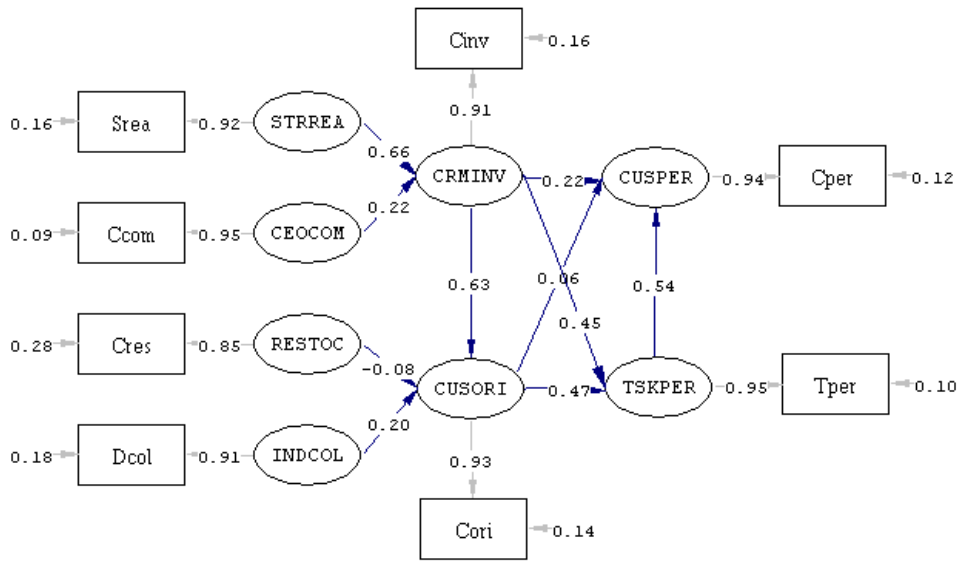 Cinv 0.16
0.91
0.16 Srea 0.92 STRREA
0.66
CRMINV 0.22 CUSPER 0.94 Cper 0.12
0.22
0.09 Ccom 0.95 CEOCOM
0.63 0.06 0.54
0.45
0.28 Cres 0.85 RESTOC
-0.08
CUSORI 0.47 TSKPER 0.95 Tper 0.10
0.20
0.18 Dcol 0.91 INDCOL
0.93
Cori 0.14